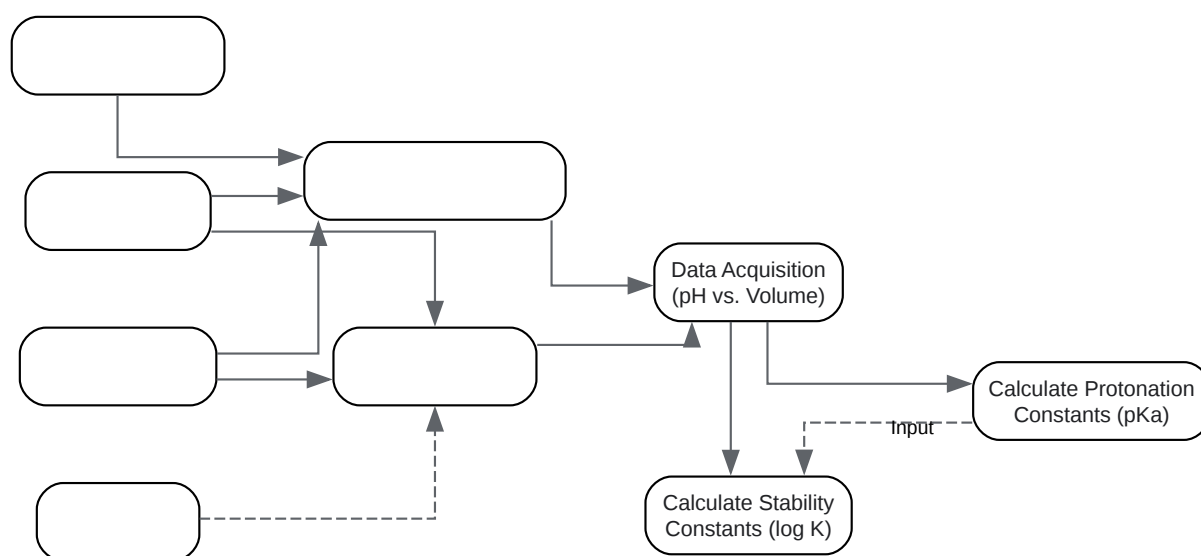 Data Acquisition
(pH vs. Volume)
Calculate Protonation
Constants (pKa)
Input
Calculate Stability
Constants (log K)